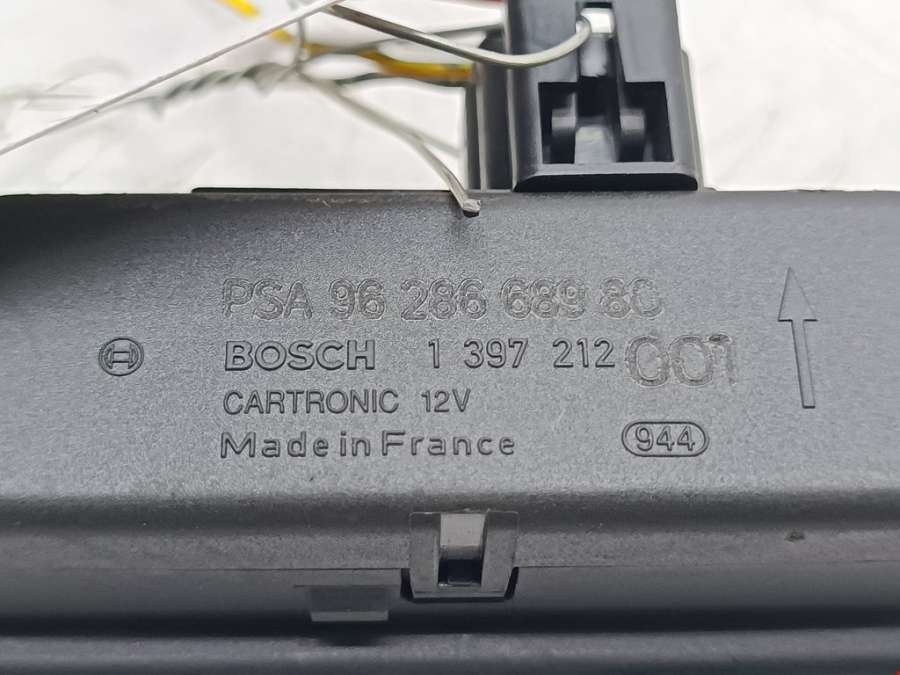 PSA 96 286 689 80
BOSCH 1 397 212 001
CARTRONIC 12V
Made in France 944